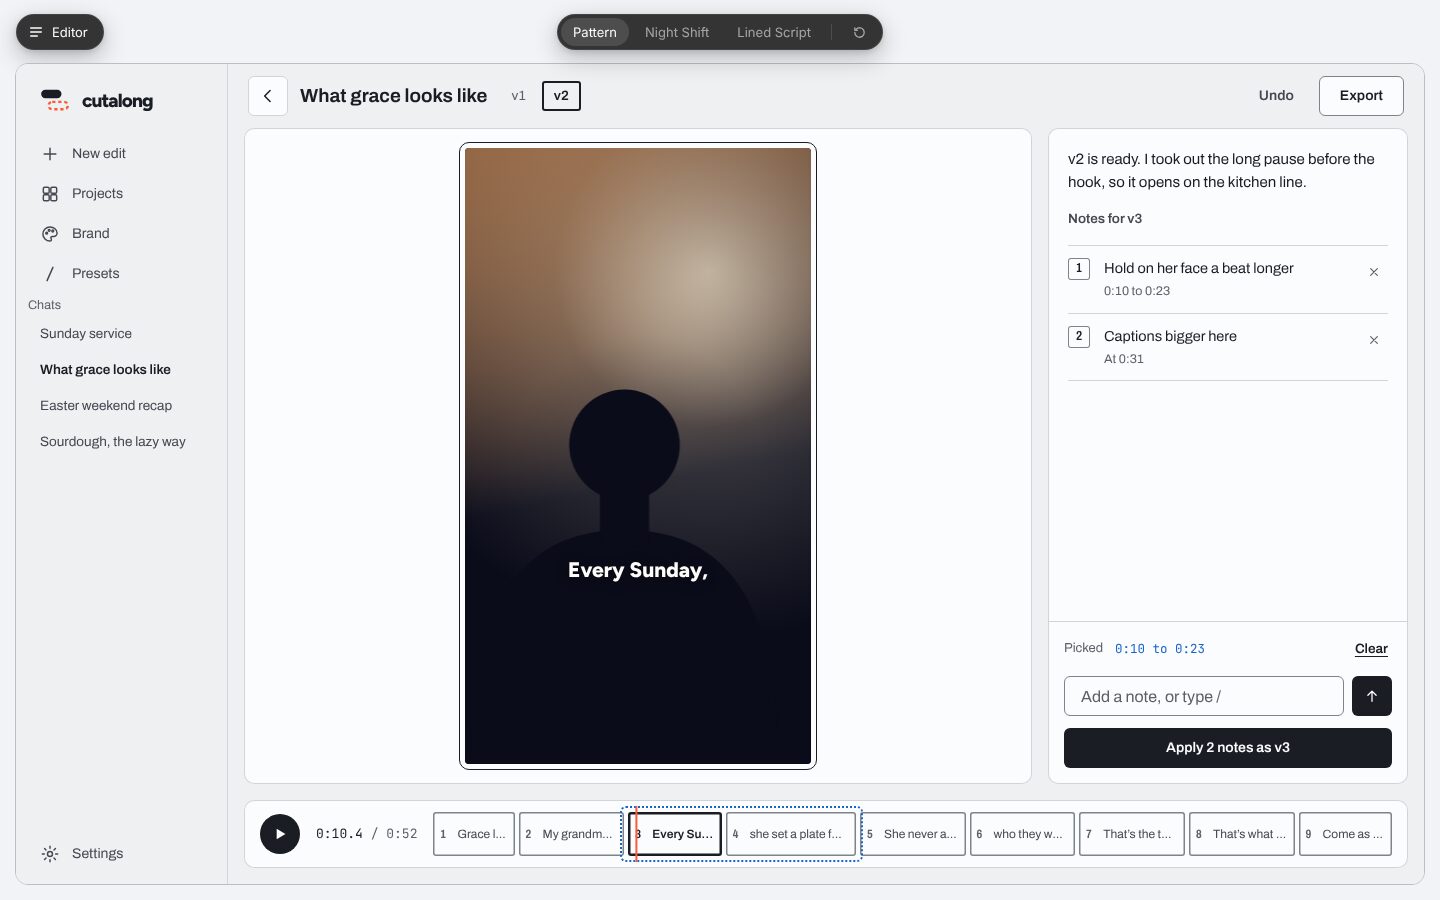 Editor
Pattern
Night Shift
Lined Script
cutalong
New edit
Projects
Brand
Presets
Chats
Sunday service
What grace looks like
Easter weekend recap
Sourdough, the lazy way
Settings
What grace looks like
v1
v2
Undo
Export
Every Sunday,
v2 is ready. I took out the long pause before the
hook, so it opens on the kitchen line.
Notes for v3
1 Hold on her face a beat longer
0:10 to 0:23
2 Captions bigger here
At 0:31
Picked 0:10 to 0:23 Clear
Add a note, or type /
Apply 2 notes as v3
0:10.4 / 0:52
1 Grace l...
2 My grandm...
3 Every Su...
4 she set a plate f...
5 She never a...
6 who they w...
7 That's the t...
8 That's what ...
9 Come as ...